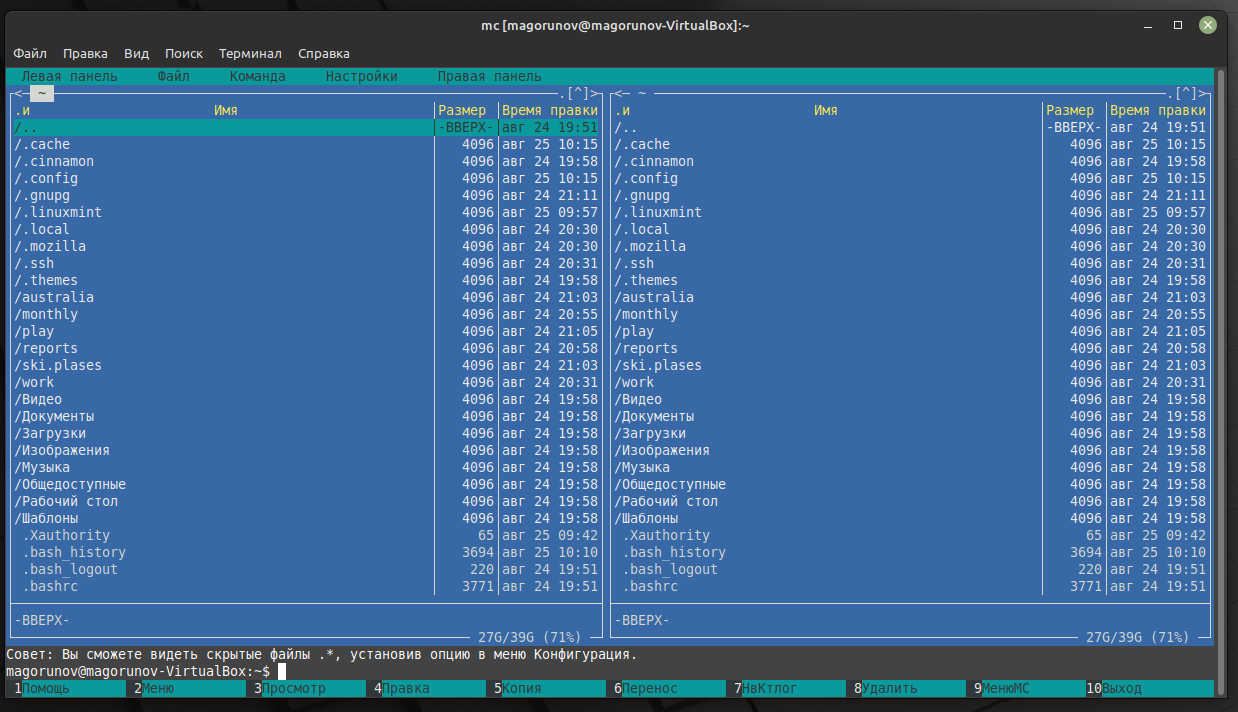 mc [magorunov@magorunov-VirtualBox]:~
Файл Правка Вид Поиск Терминал Справка
Левая панель Файл Команда Настройки Правая панель
<─ ~ ──.[^]> <─ ~ ──.[^]>
.и Имя Размер Время правки .и Имя Размер Время правки
/.. -ВВЕРХ- авг 24 19:51 /.. -ВВЕРХ- авг 24 19:51
/.cache 4096 авг 25 10:15 /.cache 4096 авг 25 10:15
/.cinnamon 4096 авг 24 19:58 /.cinnamon 4096 авг 24 19:58
/.config 4096 авг 25 10:15 /.config 4096 авг 25 10:15
/.gnupg 4096 авг 24 21:11 /.gnupg 4096 авг 24 21:11
/.linuxmint 4096 авг 25 09:57 /.linuxmint 4096 авг 25 09:57
/.local 4096 авг 24 20:30 /.local 4096 авг 24 20:30
/.mozilla 4096 авг 24 20:30 /.mozilla 4096 авг 24 20:30
/.ssh 4096 авг 24 20:31 /.ssh 4096 авг 24 20:31
/.themes 4096 авг 24 19:58 /.themes 4096 авг 24 19:58
/australia 4096 авг 24 21:03 /australia 4096 авг 24 21:03
/monthly 4096 авг 24 20:55 /monthly 4096 авг 24 20:55
/play 4096 авг 24 21:05 /play 4096 авг 24 21:05
/reports 4096 авг 24 20:58 /reports 4096 авг 24 20:58
/ski.plases 4096 авг 24 21:03 /ski.plases 4096 авг 24 21:03
/work 4096 авг 24 20:31 /work 4096 авг 24 20:31
/Видео 4096 авг 24 19:58 /Видео 4096 авг 24 19:58
/Документы 4096 авг 24 19:58 /Документы 4096 авг 24 19:58
/Загрузки 4096 авг 24 19:58 /Загрузки 4096 авг 24 19:58
/Изображения 4096 авг 24 19:58 /Изображения 4096 авг 24 19:58
/Музыка 4096 авг 24 19:58 /Музыка 4096 авг 24 19:58
/Общедоступные 4096 авг 24 19:58 /Общедоступные 4096 авг 24 19:58
/Рабочий стол 4096 авг 24 19:58 /Рабочий стол 4096 авг 24 19:58
/Шаблоны 4096 авг 24 19:58 /Шаблоны 4096 авг 24 19:58
.Xauthority 65 авг 25 09:42 .Xauthority 65 авг 25 09:42
.bash_history 3694 авг 25 10:10 .bash_history 3694 авг 25 10:10
.bash_logout 220 авг 24 19:51 .bash_logout 220 авг 24 19:51
.bashrc 3771 авг 24 19:51 .bashrc 3771 авг 24 19:51
-ВВЕРХ- -ВВЕРХ-
27G/39G (71%) 27G/39G (71%)
Совет: Вы сможете видеть скрытые файлы .*, установив опцию в меню Конфигурация.
magorunov@magorunov-VirtualBox:~$
1Помощь 2Меню 3Просмотр 4Правка 5Копия 6Перенос 7НвКтлог 8Удалить 9МенюМС 10Выход